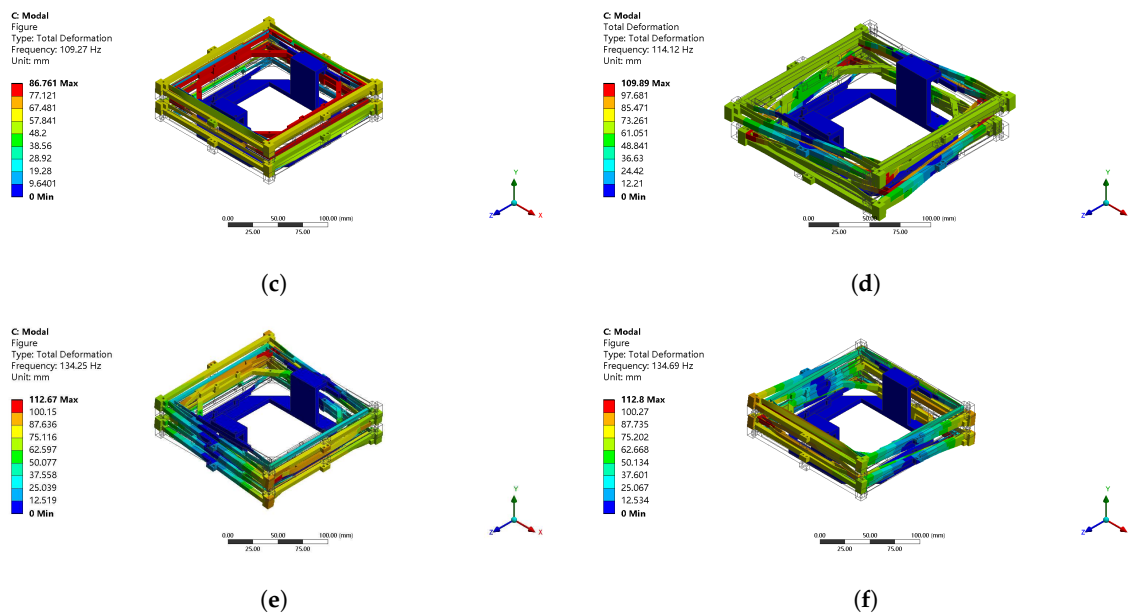 C: Modal
Figure
Type: Total Deformation
Frequency: 109.27 Hz
Unit: mm
86.761 Max
77.121
67.481
57.841
48.2
38.56
28.92
19.28
9.6401
0 Min
0.00 50.00 100.00 (mm)
25.00 75.00
Y
Z X
(c)
C: Modal
Total Deformation
Type: Total Deformation
Frequency: 114.12 Hz
Unit: mm
109.89 Max
97.681
85.471
73.261
61.051
48.841
36.63
24.42
12.21
0 Min
0.00 50.00 100.00 (mm)
25.00 75.00
Y
Z X
(d)
C: Modal
Figure
Type: Total Deformation
Frequency: 134.25 Hz
Unit: mm
112.67 Max
100.15
87.636
75.116
62.597
50.077
37.558
25.039
12.519
0 Min
0.00 50.00 100.00 (mm)
25.00 75.00
Y
Z X
(e)
C: Modal
Figure
Type: Total Deformation
Frequency: 134.69 Hz
Unit: mm
112.8 Max
100.27
87.735
75.202
62.668
50.134
37.601
25.067
12.534
0 Min
0.00 50.00 100.00 (mm)
25.00 75.00
Y
Z X
(f)